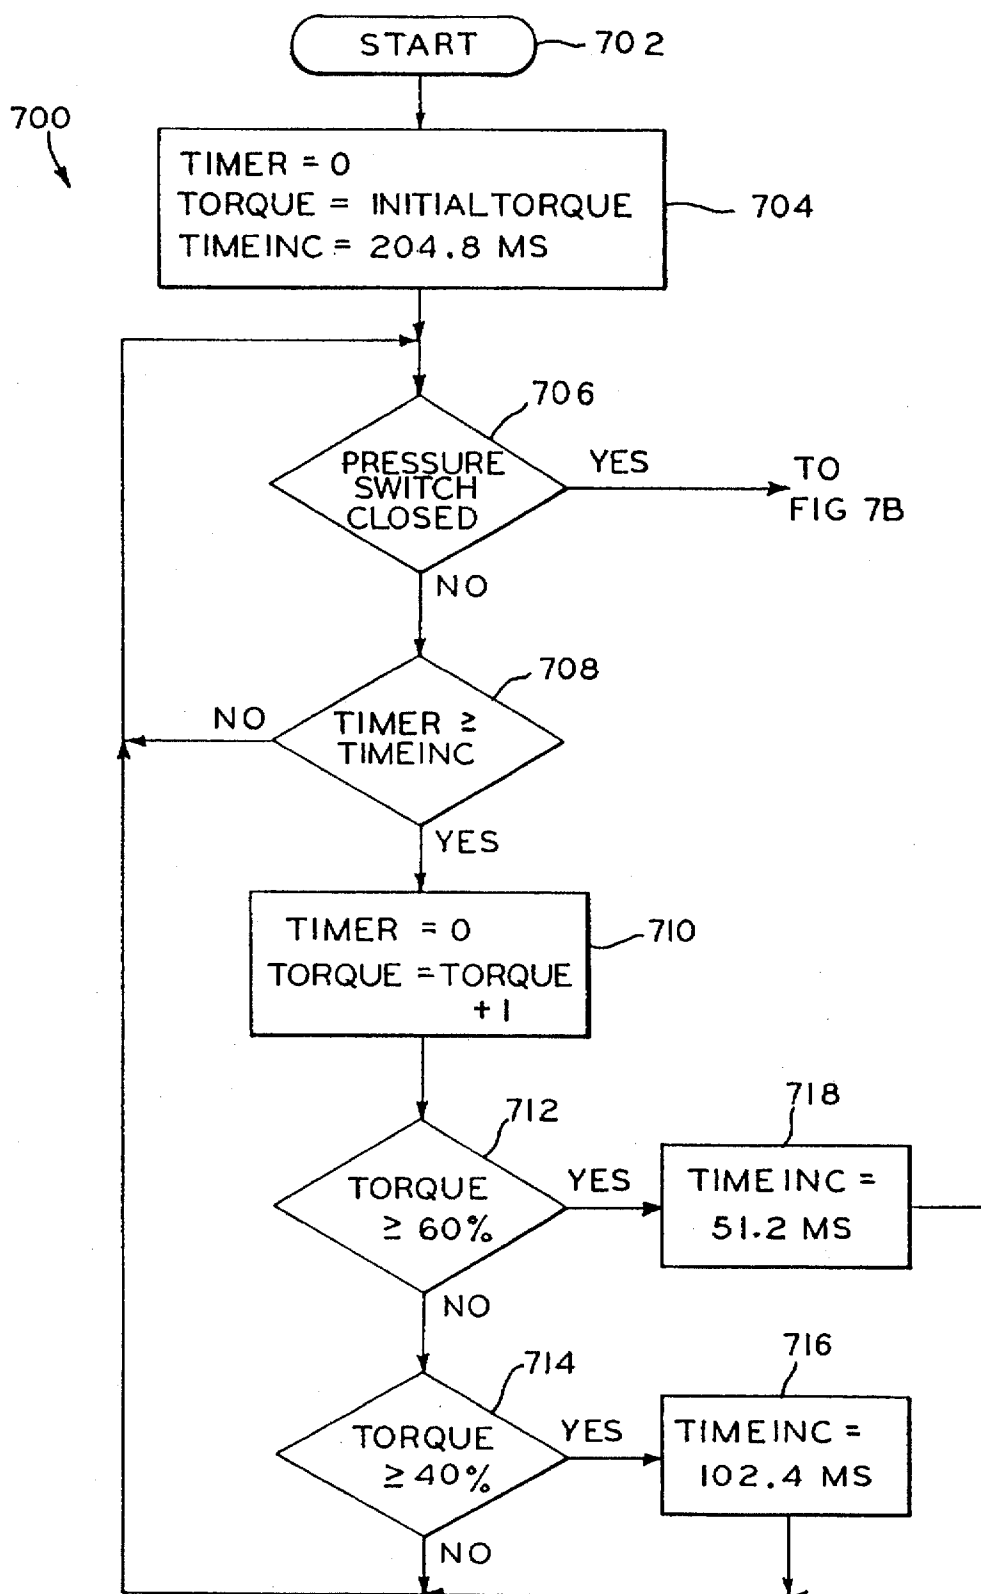 START
702
700
TIMER = 0
TORQUE = INITIALTORQUE
TIMEINC = 204.8 MS
704
706
PRESSURE
SWITCH
CLOSED
YES
TO
FIG 7B
NO
708
NO
TIMER ≥
TIMEINC
YES
TIMER = 0
TORQUE = TORQUE
+1
710
712
718
TORQUE
≥ 60%
YES
TIMEINC =
51.2 MS
NO
714
716
TORQUE
≥40%
YES
TIMEINC =
102.4 MS
NO